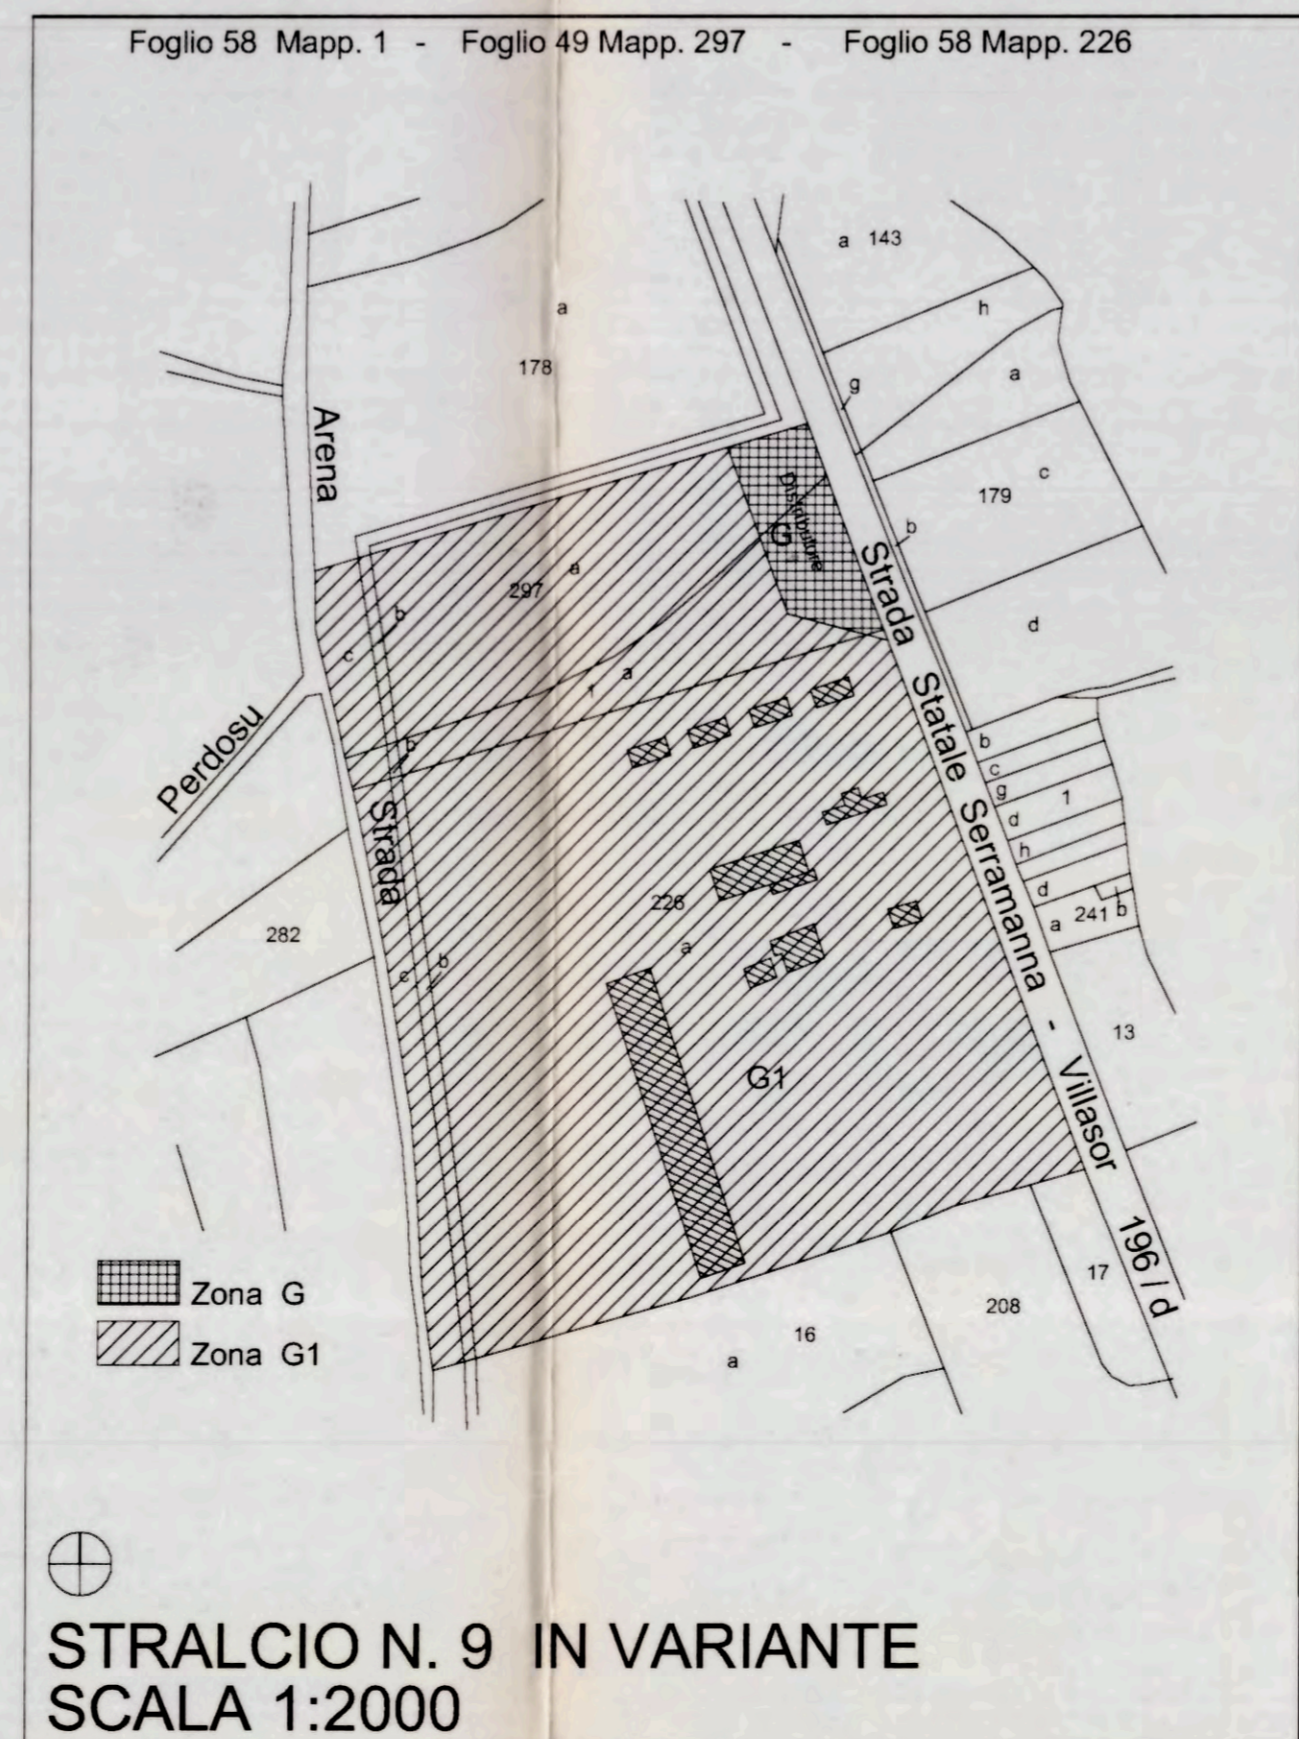 Foglio 58 Mapp. 1 - Foglio 49 Mapp. 297 - Foglio 58 Mapp. 226
a 143
h
a
178
a
g
Arena
c
179
Distributore
G
b
Strada Statale Serramanna - Villasor 196 / d
297
a
b
c
d
a
1
Perdosu
b
Strada
b
c
g
1
d
h
d
241
b
a
282
226
a
c
b
13
G1
17
208
16
a
Zona G
Zona G1
STRALCIO N. 9 IN VARIANTE
SCALA 1:2000